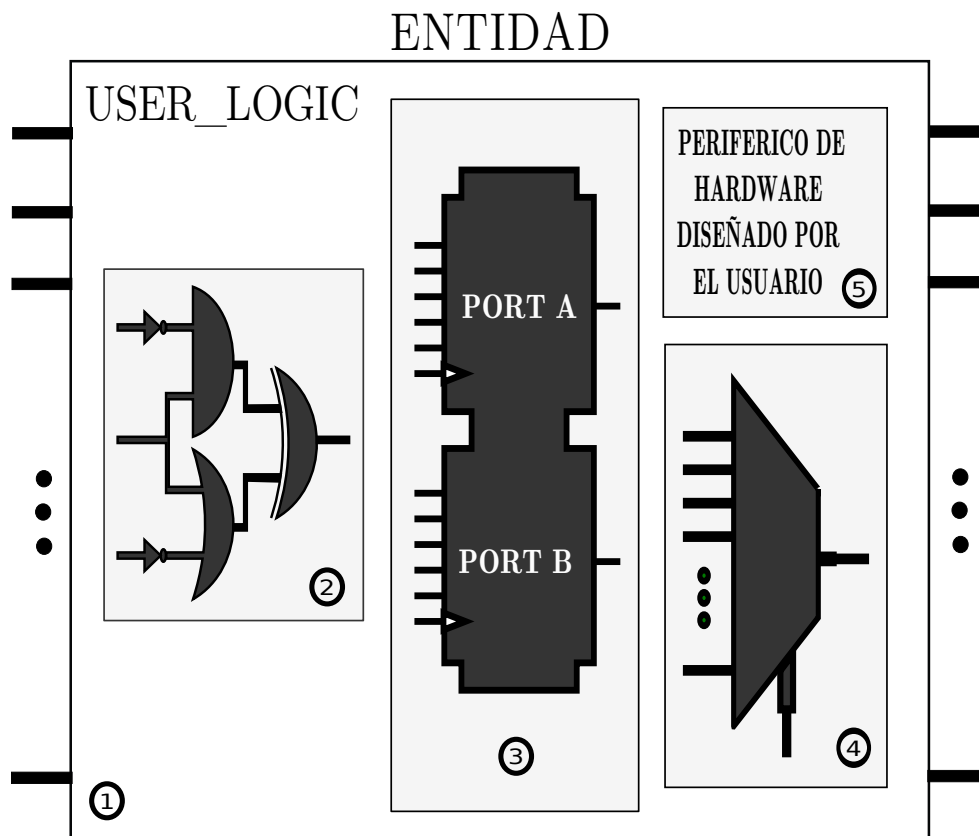 ENTIDAD
USER_LOGIC
PERIFERICO DE
HARDWARE
DISEÑADO POR
EL USUARIO
5
PORT A
PORT B
2
3
4
1